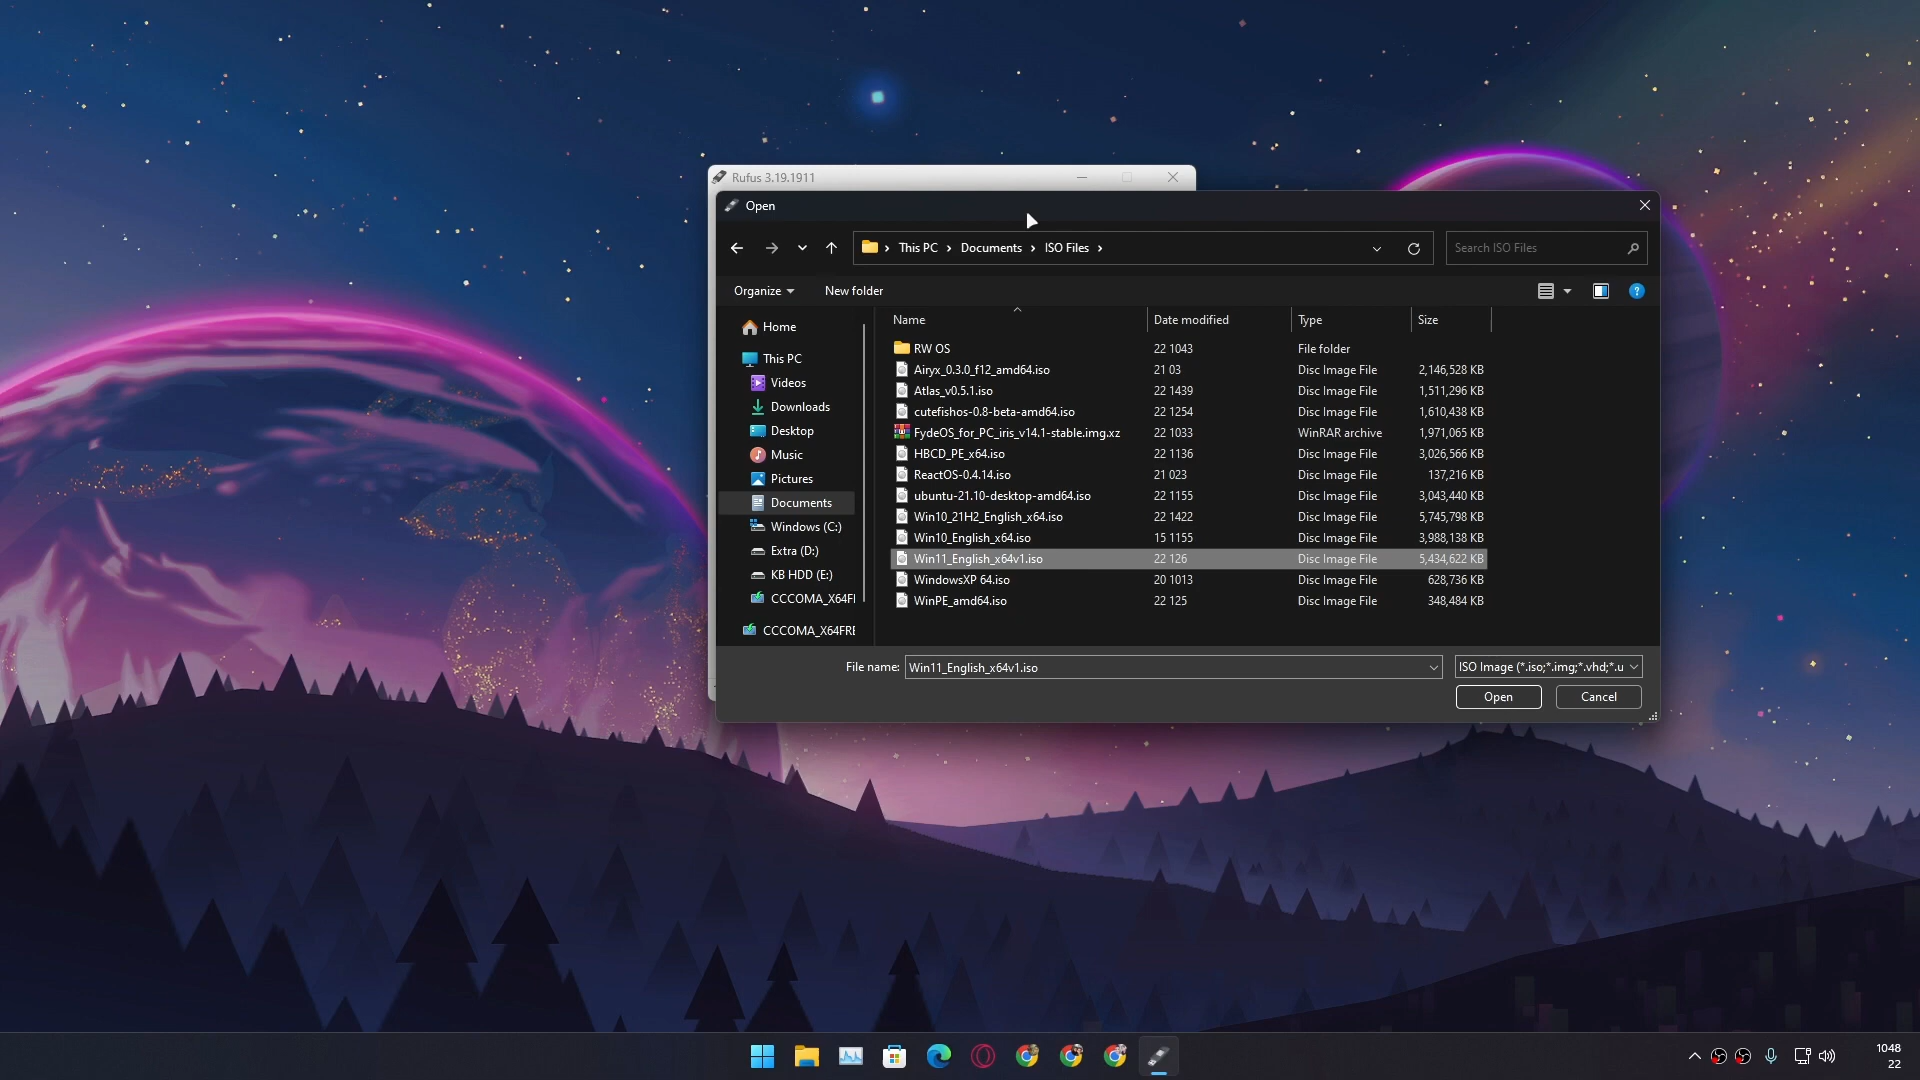 Rufus 3.19.1911
Open
This PC > Documents > ISO Files >
Search ISO Files
Organize
New folder
Home
This PC
Videos
Downloads
Desktop
Music
Pictures
Documents
Windows (C:)
Extra (D:)
KB HDD (E:)
CCCOMA_X64FI
CCCOMA_X64FRE
Name Date modified Type Size
RW OS 22 1043 File folder
Airyx_0.3.0_f12_amd64.iso 21 03 Disc Image File 2,146,528 KB
Atlas_v0.5.1.iso 22 1439 Disc Image File 1,511,296 KB
cutefishos-0.8-beta-amd64.iso 22 1254 Disc Image File 1,610,438 KB
FydeOS_for_PC_iris_v14.1-stable.img.xz 22 1033 WinRAR archive 1,971,065 KB
HBCD_PE_x64.iso 22 1136 Disc Image File 3,026,566 KB
ReactOS-0.4.14.iso 21 023 Disc Image File 137,216 KB
ubuntu-21.10-desktop-amd64.iso 22 1155 Disc Image File 3,043,440 KB
Win10_21H2_English_x64.iso 22 1422 Disc Image File 5,745,798 KB
Win10_English_x64.iso 15 1155 Disc Image File 3,988,138 KB
Win11_English_x64v1.iso 22 126 Disc Image File 5,434,622 KB
WindowsXP 64.iso 20 1013 Disc Image File 628,736 KB
WinPE_amd64.iso 22 125 Disc Image File 348,484 KB
File name: Win11_English_x64v1.iso
ISO Image (*.iso;*.img;*.vhd;*.u
Open
Cancel
1048
22